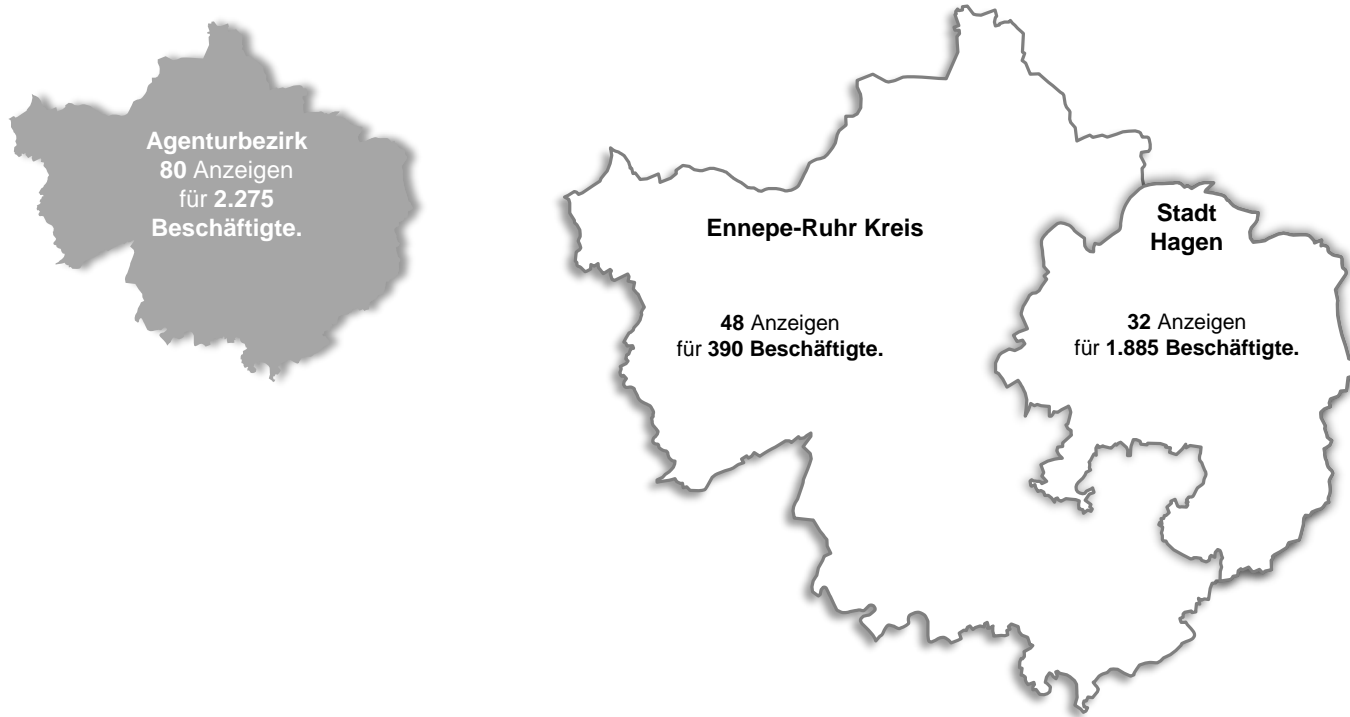 Agenturbezirk
80 Anzeigen
für 2.275
Beschäftigte.
Ennepe-Ruhr Kreis
48 Anzeigen
für 390 Beschäftigte.
Stadt
Hagen
32 Anzeigen
für 1.885 Beschäftigte.